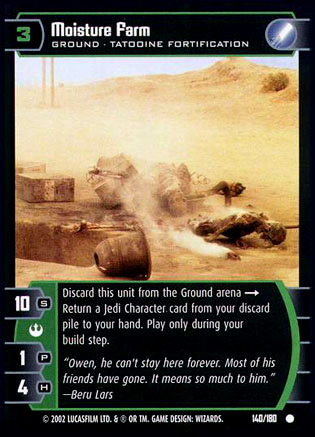 3 Moisture Farm
GROUND · TATOOINE FORTIFICATION
10 S
1 P
4 H
Discard this unit from the Ground arena →
Return a Jedi Character card from your discard
pile to your hand. Play only during your
build step.
“Owen, he can't stay here forever. Most of his
friends have gone. It means so much to him.”
—Beru Lars
© 2002 LUCASFILM LTD. & ® OR TM. GAME DESIGN: WIZARDS. 140/180